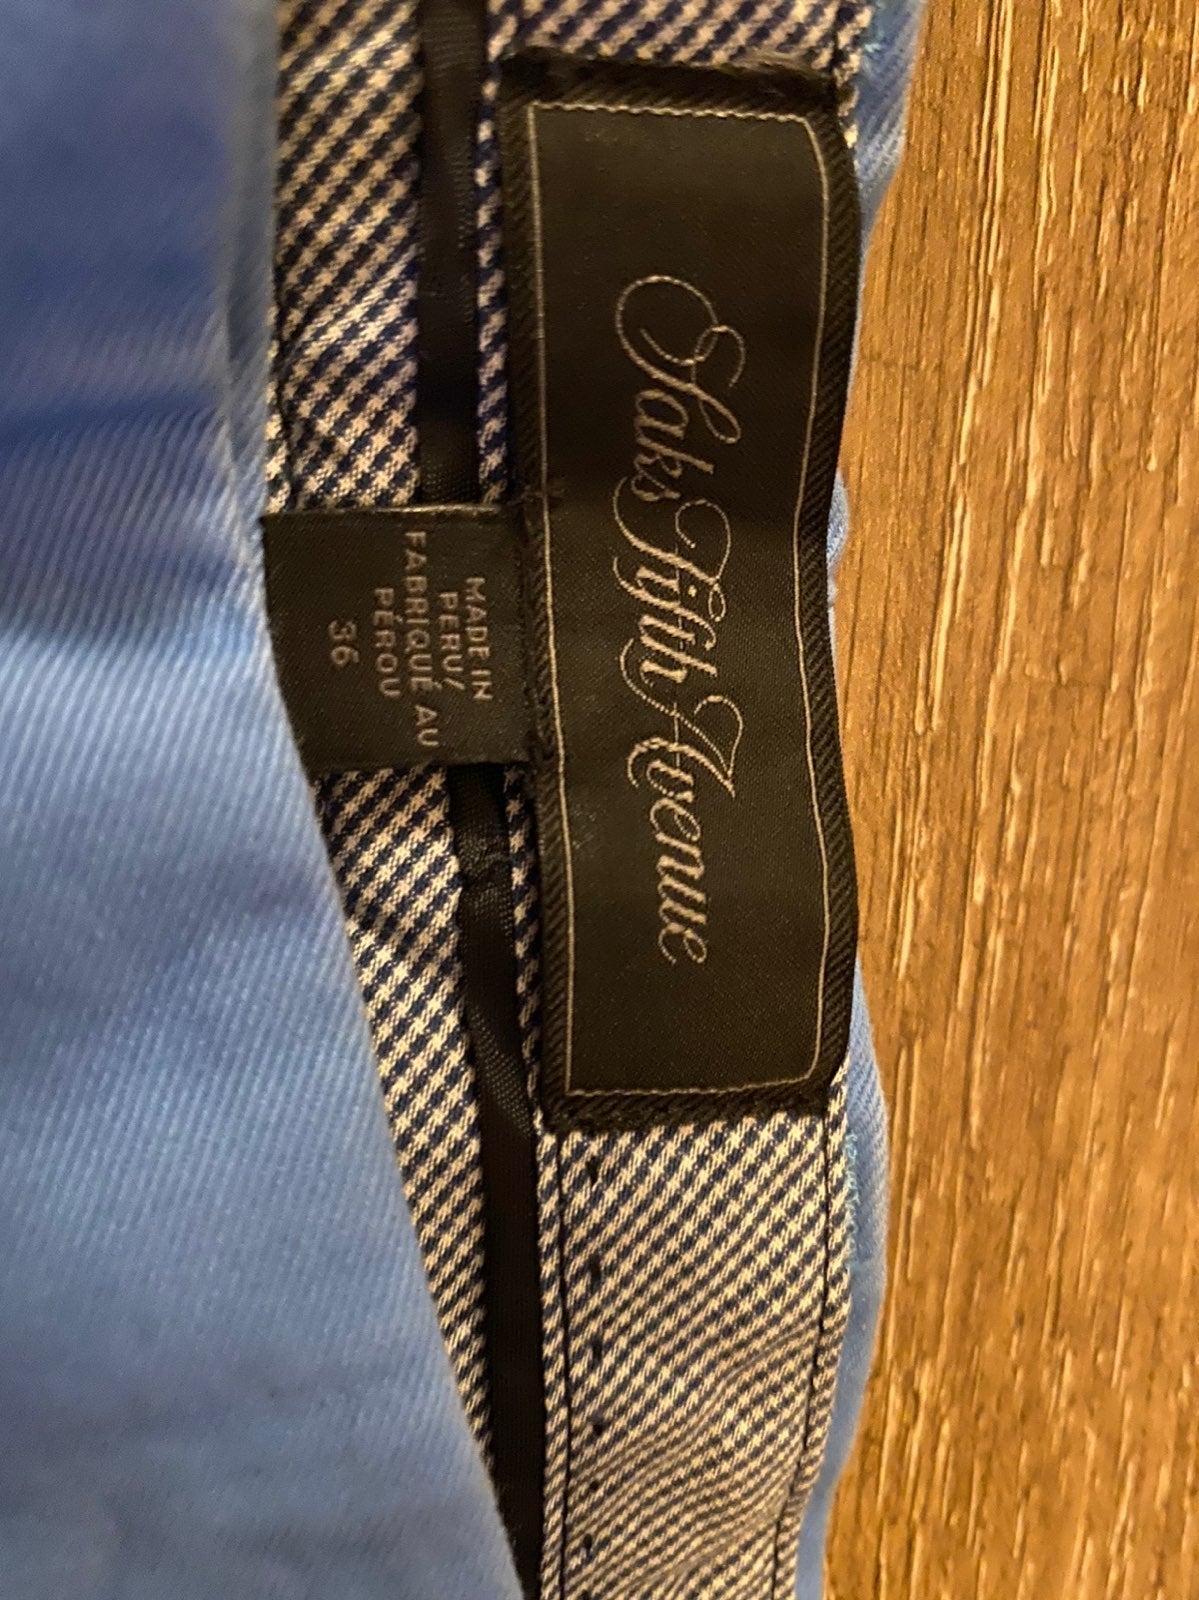 Saks Fifth Avenue
MADE IN
PERU/
FABRIQUÉ AU
PÉROU
36